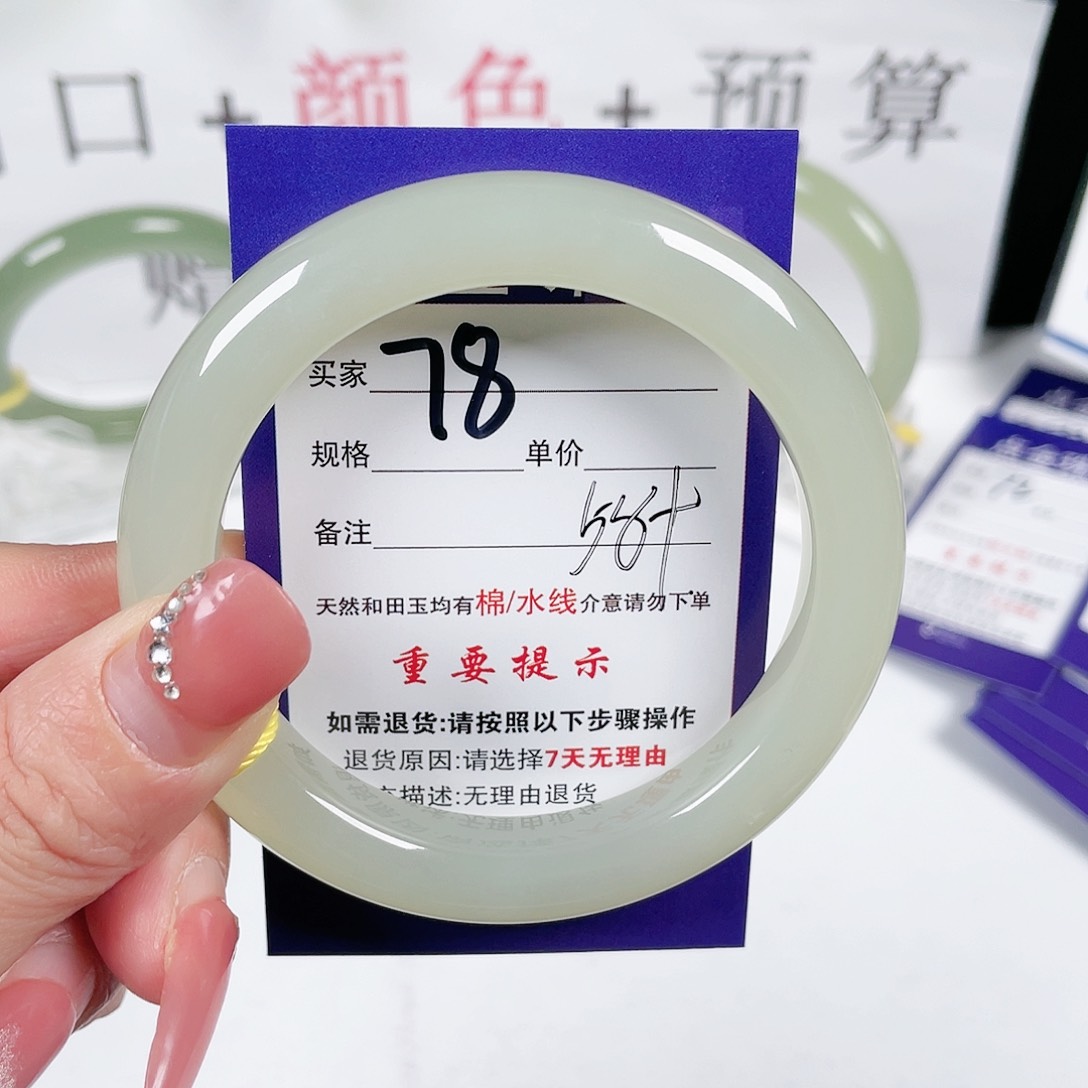 口+颜色+预算
买家 78
规格 单价
备注 58+
天然和田玉均有棉/水线介意请勿下单
重要提示
如需退货:请按照以下步骤操作
退货原因:请选择7天无理由
描述:无理由退货